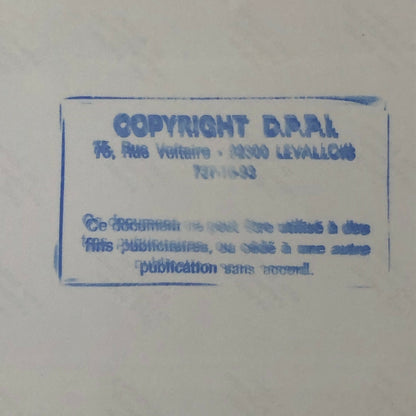 COPYRIGHT D.P.P.I.
75, Rue Voltaire - 92300 LEVALLOIS
Ce document ne peut être utilisé à des
fins publicitaires, ou cédé à une autre
publication sans accord.